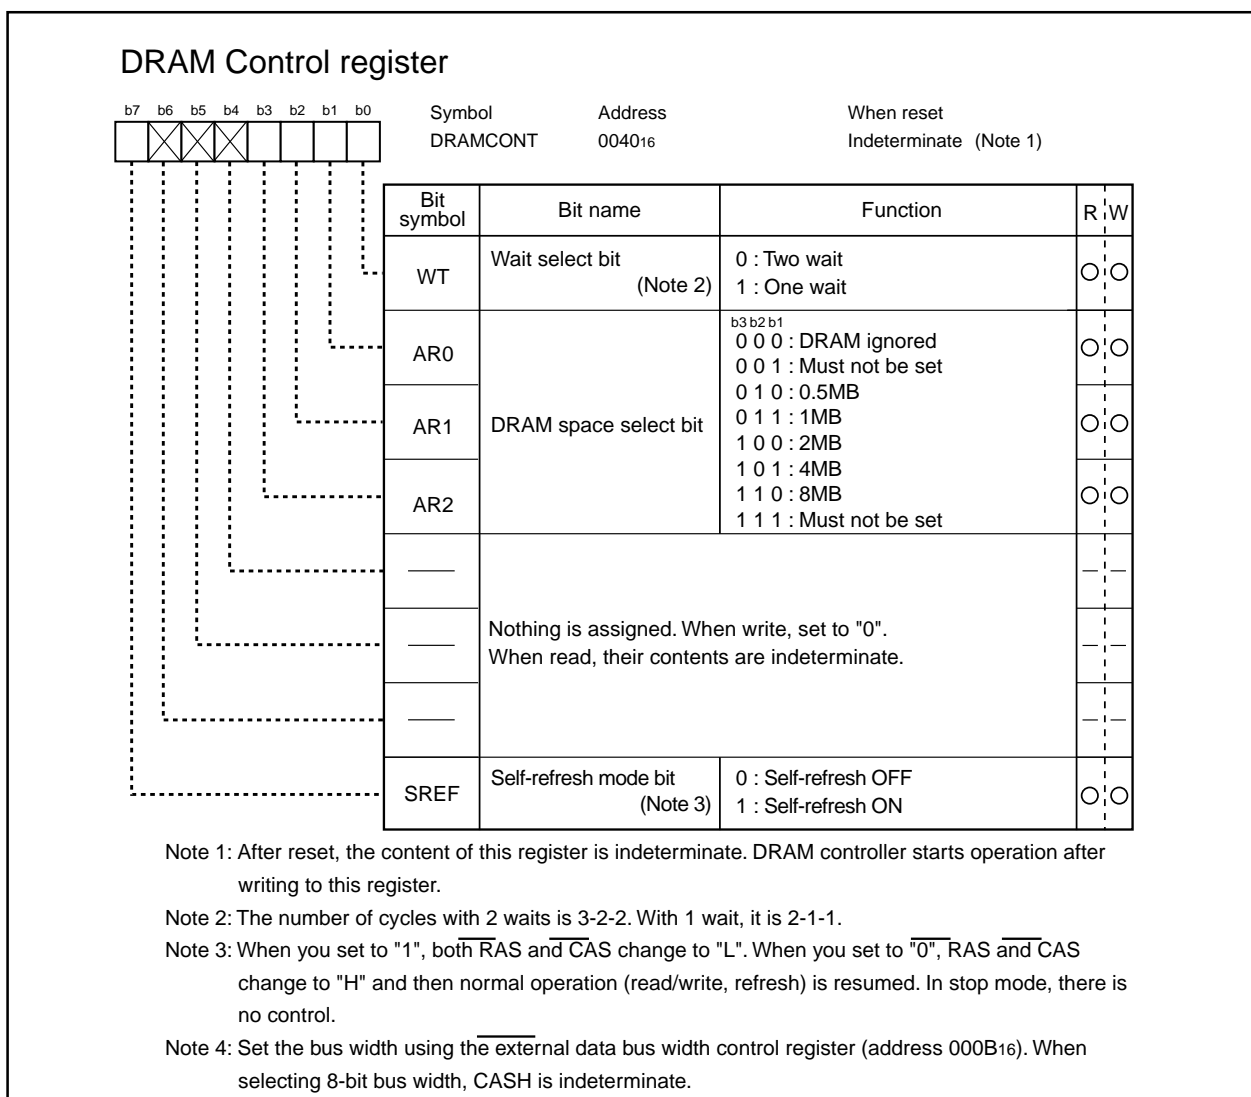 DRAM Control register
b7 b6 b5 b4 b3 b2 b1 b0
Symbol Address When reset
DRAMCONT 004016 Indeterminate (Note 1)
Bit symbol Bit name Function R W
WT Wait select bit (Note 2) 0 : Two wait
1 : One wait
b3 b2 b1
AR0 0 0 0 : DRAM ignored
0 0 1 : Must not be set
0 1 0 : 0.5MB
AR1 DRAM space select bit 0 1 1 : 1MB
1 0 0 : 2MB
1 0 1 : 4MB
AR2 1 1 0 : 8MB
1 1 1 : Must not be set
Nothing is assigned. When write, set to "0".
When read, their contents are indeterminate.
SREF Self-refresh mode bit (Note 3) 0 : Self-refresh OFF
1 : Self-refresh ON
Note 1: After reset, the content of this register is indeterminate. DRAM controller starts operation after
writing to this register.
Note 2: The number of cycles with 2 waits is 3-2-2. With 1 wait, it is 2-1-1.
Note 3: When you set to "1", both RAS and CAS change to "L". When you set to "0", RAS and CAS
change to "H" and then normal operation (read/write, refresh) is resumed. In stop mode, there is
no control.
Note 4: Set the bus width using the external data bus width control register (address 000B16). When
selecting 8-bit bus width, CASH is indeterminate.